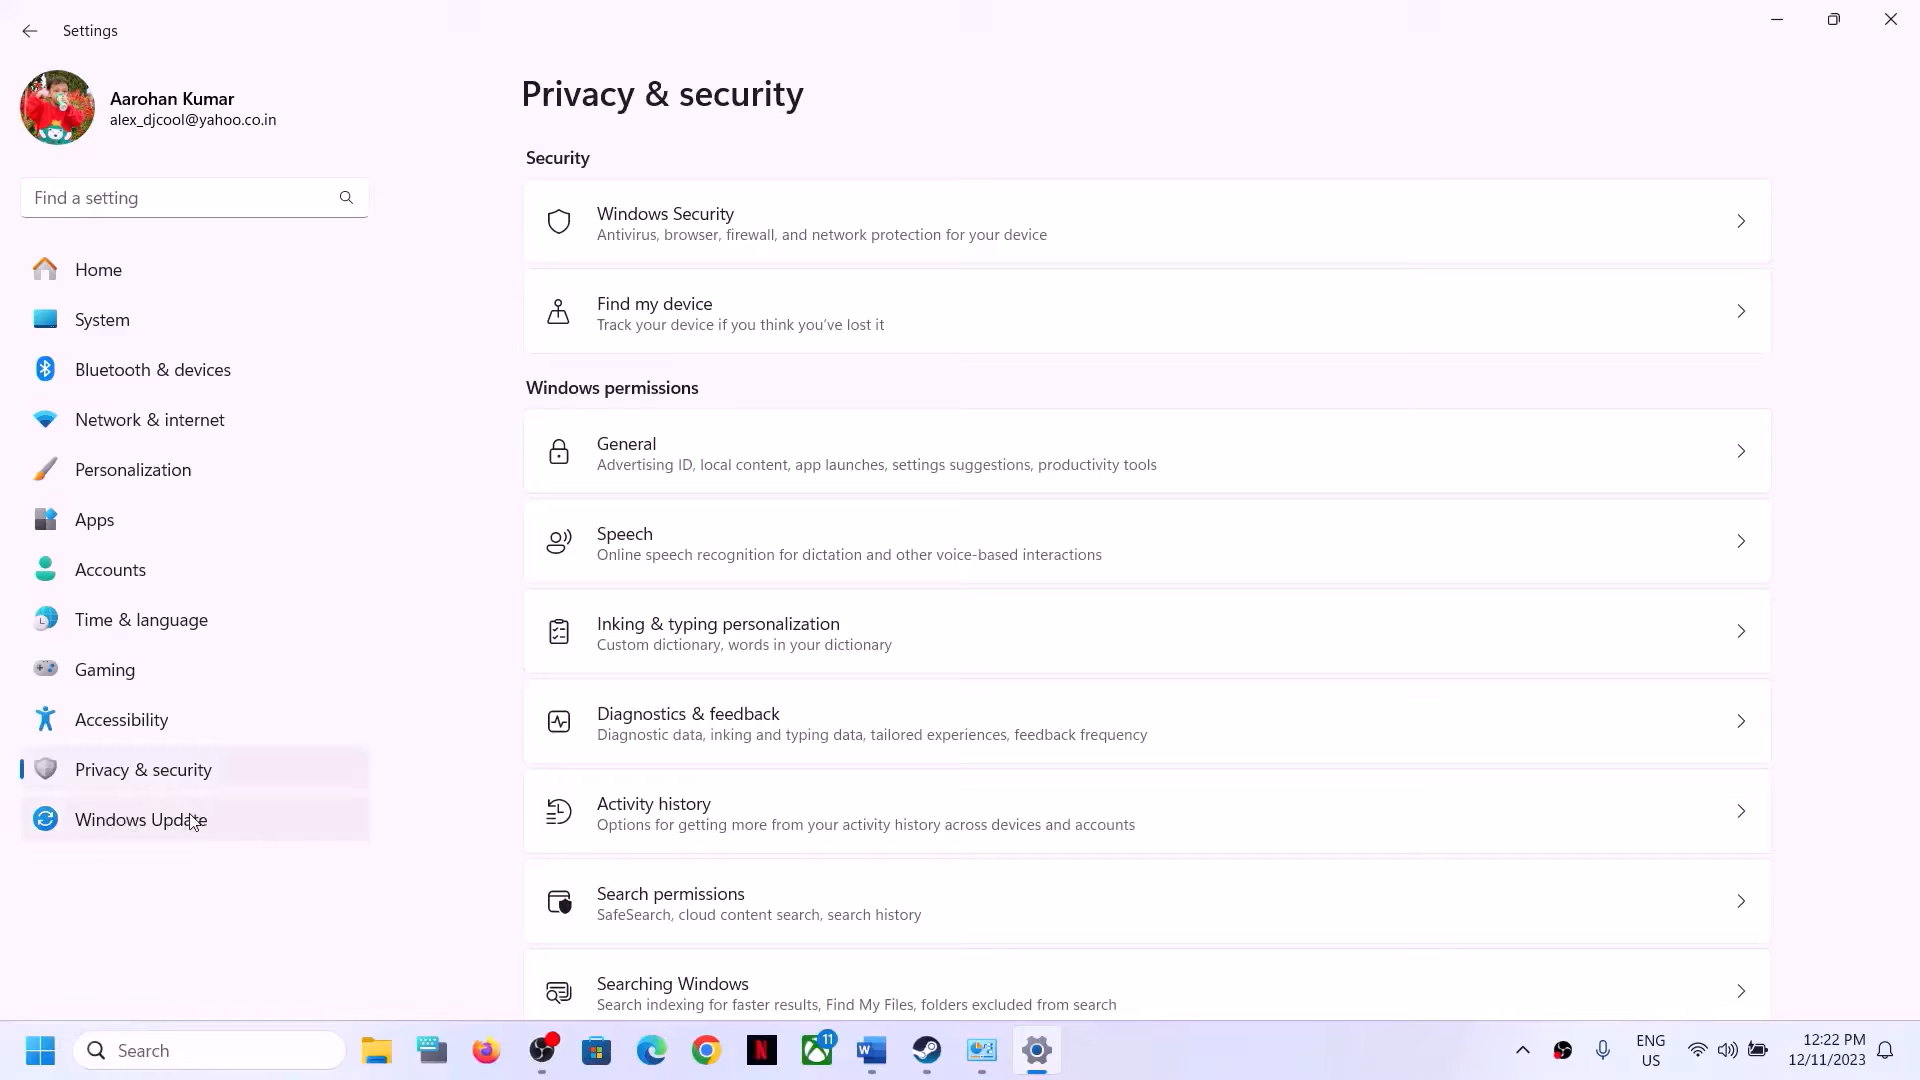 Settings
Aarohan Kumar
alex_djcool@yahoo.co.in
Find a setting
Home
System
Bluetooth & devices
Network & internet
Personalization
Apps
Accounts
Time & language
Gaming
Accessibility
Privacy & security
Windows Update
Privacy & security
Security
Windows Security
Antivirus, browser, firewall, and network protection for your device
Find my device
Track your device if you think you've lost it
Windows permissions
General
Advertising ID, local content, app launches, settings suggestions, productivity tools
Speech
Online speech recognition for dictation and other voice-based interactions
Inking & typing personalization
Custom dictionary, words in your dictionary
Diagnostics & feedback
Diagnostic data, inking and typing data, tailored experiences, feedback frequency
Activity history
Options for getting more from your activity history across devices and accounts
Search permissions
SafeSearch, cloud content search, search history
Searching Windows
Search indexing for faster results, Find My Files, folders excluded from search
Search
N
11
W
ENG
US
12:22 PM
12/11/2023